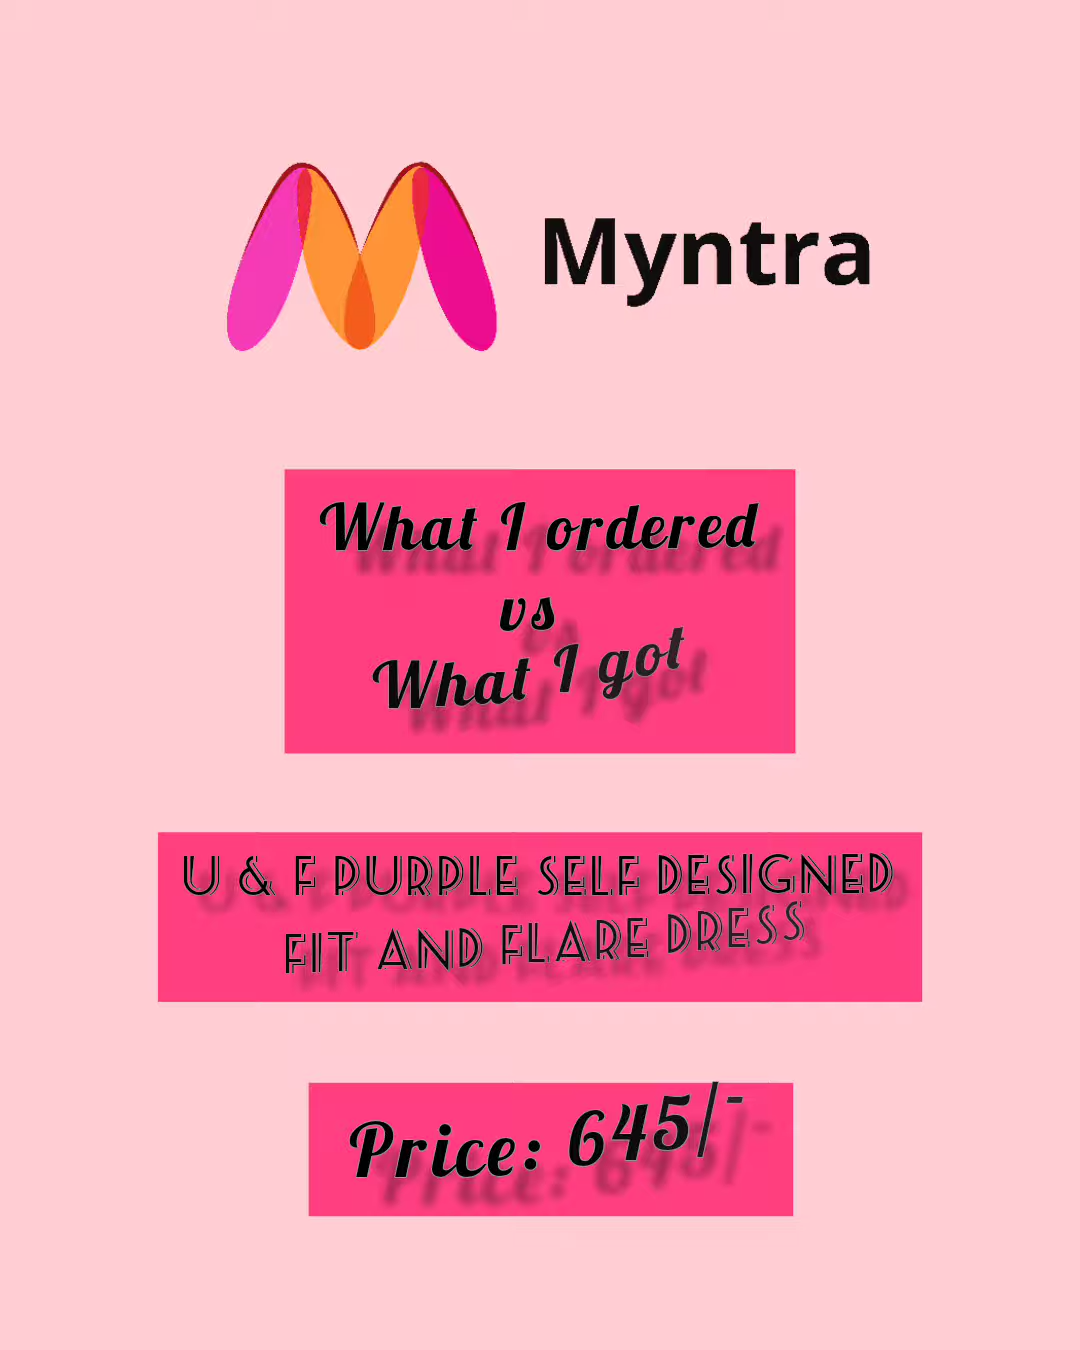 Myntra
What I ordered
vs
What I got
U & F PURPLE SELF DESIGNED
FIT AND FLARE DRESS
Price: 645/-